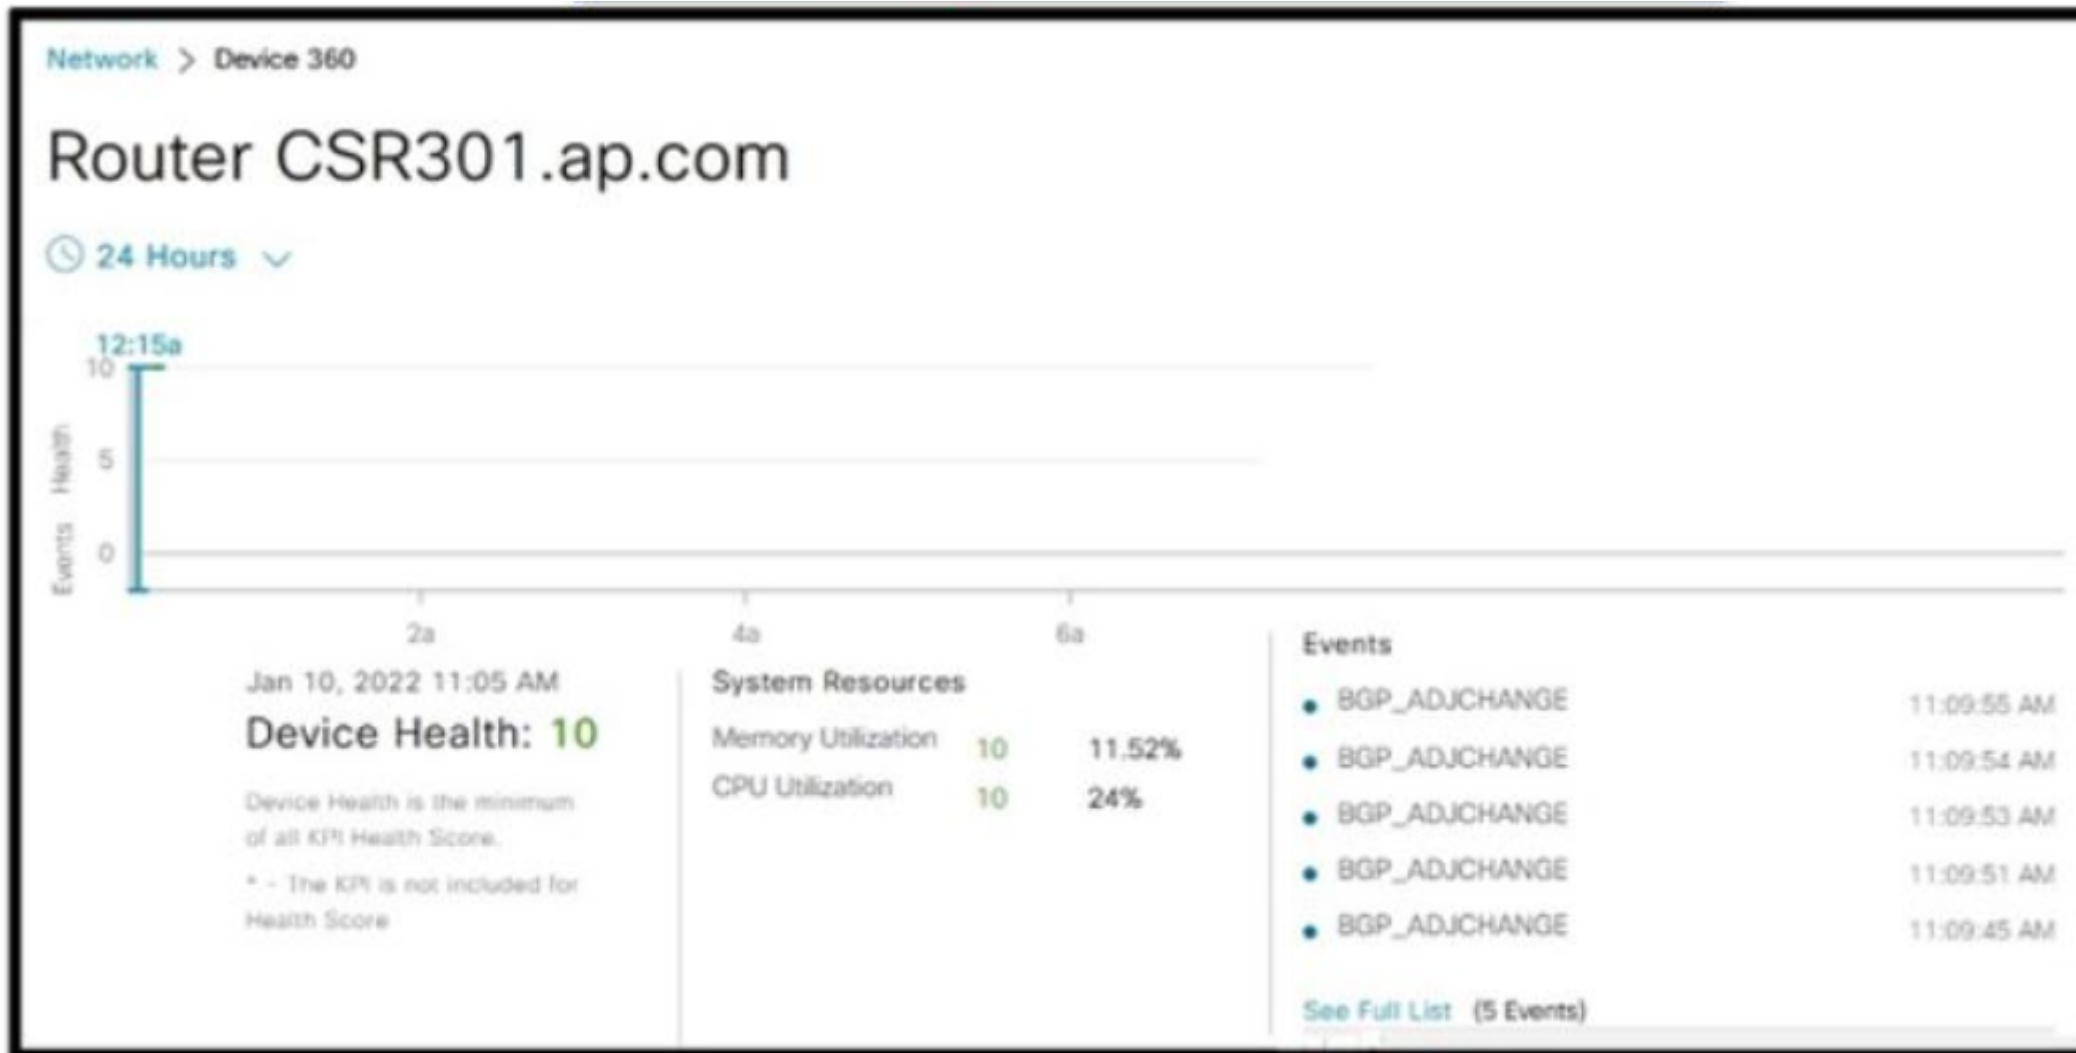 Network > Device 360
Router CSR301.ap.com
24 Hours
12:15a
10
5
0
Health
Events
2a
4a
6a
Jan 10, 2022 11:05 AM
Device Health: 10
Device Health is the minimum
of all KPI Health Score.
* - The KPI is not included for
Health Score
System Resources
Memory Utilization 10 11.52%
CPU Utilization 10 24%
Events
BGP_ADJCHANGE 11:09:55 AM
BGP_ADJCHANGE 11:09:54 AM
BGP_ADJCHANGE 11:09:53 AM
BGP_ADJCHANGE 11:09:51 AM
BGP_ADJCHANGE 11:09:45 AM
See Full List (5 Events)